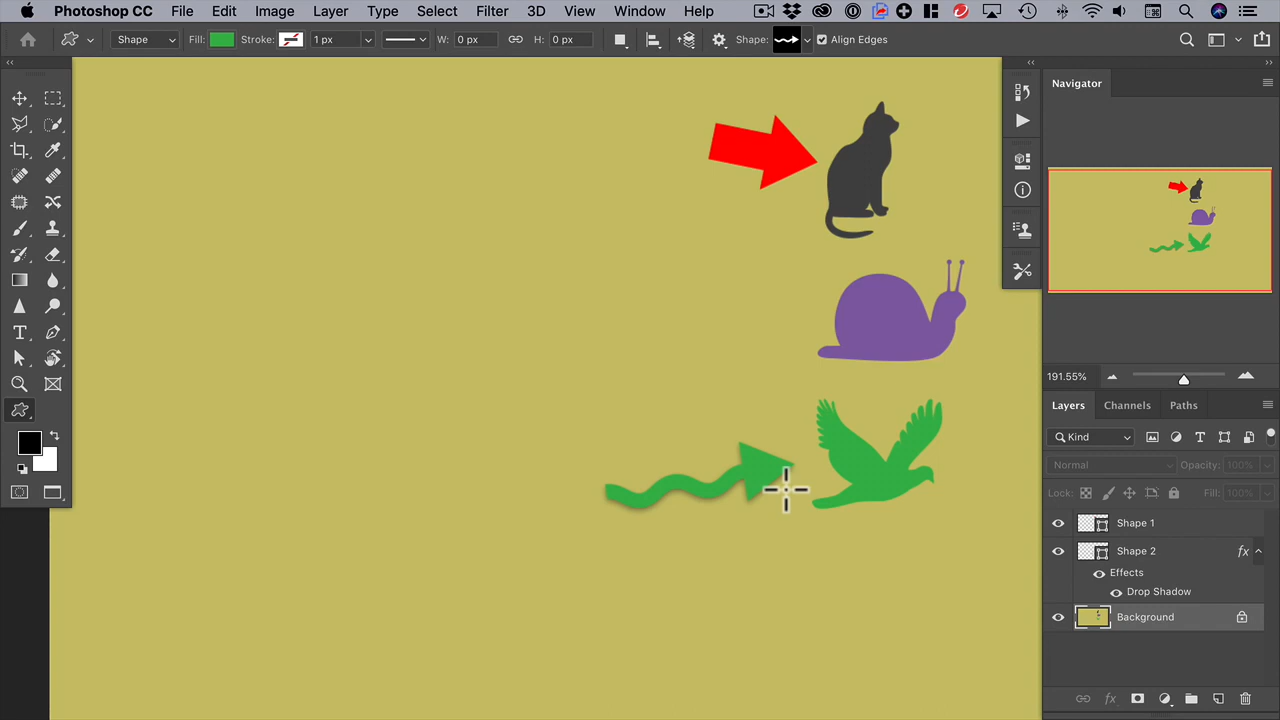 Photoshop CC File Edit Image Layer Type Select Filter 3D View Window Help
Shape Fill: Stroke: 1 px W: 0 px H: 0 px Shape: Align Edges
Navigator
191.55%
Layers Channels Paths
Kind
Normal Opacity: 100%
Lock: Fill: 100%
Shape 1
Shape 2 fx
Effects
Drop Shadow
Background
fx